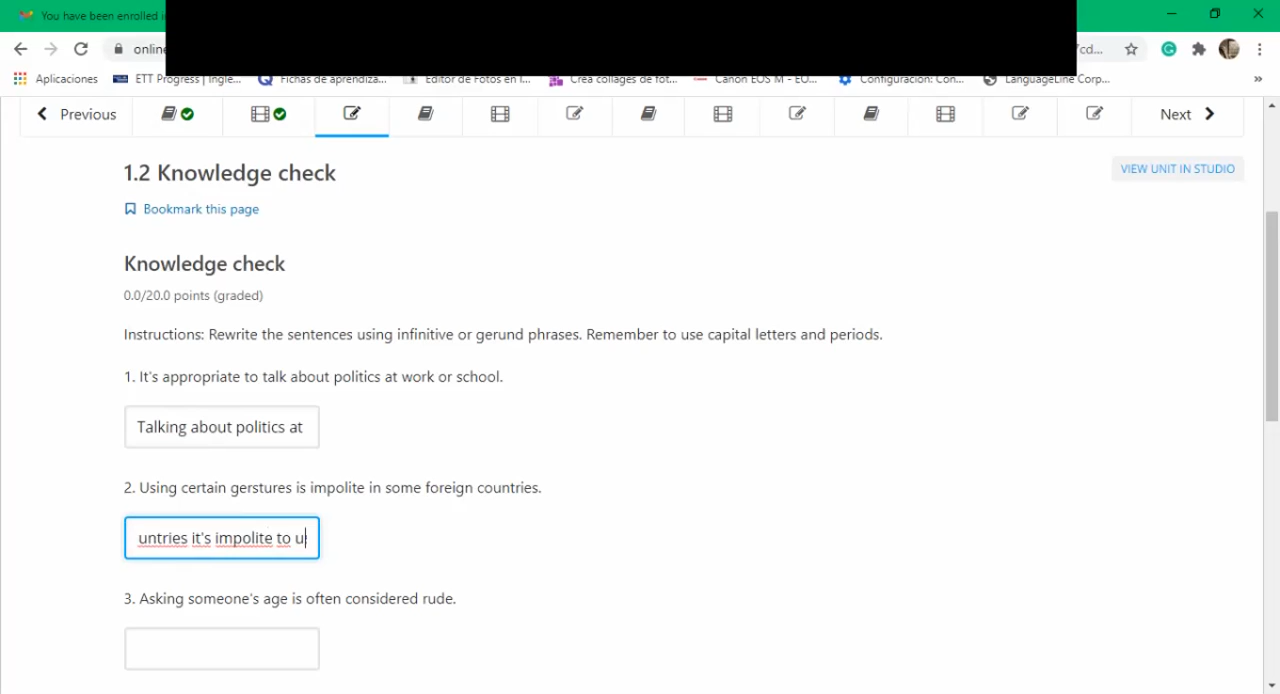 You have been enrolled i
online
/cd...
Aplicaciones ETT Progress | Ingle... Fichas de aprendiza... Editor de Fotos en l... Crea collages de fot... Canon EOS M - EO... Configuración: Con... LanguageLine Corp... »
Previous
Next
1.2 Knowledge check
VIEW UNIT IN STUDIO
Bookmark this page
Knowledge check
0.0/20.0 points (graded)
Instructions: Rewrite the sentences using infinitive or gerund phrases. Remember to use capital letters and periods.
1. It's appropriate to talk about politics at work or school.
Talking about politics at
2. Using certain gerstures is impolite in some foreign countries.
untries it's impolite to u
3. Asking someone's age is often considered rude.